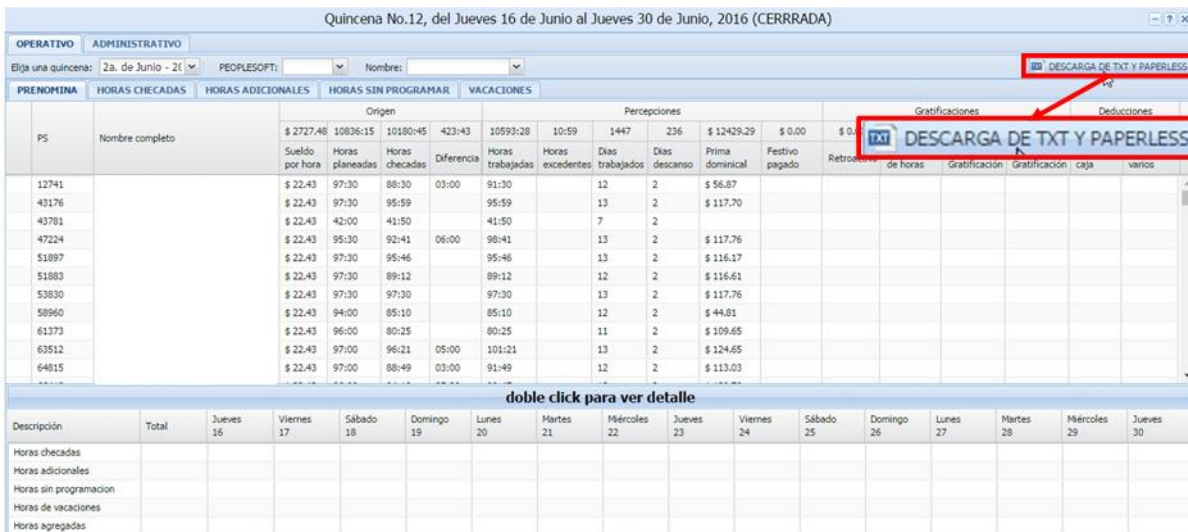 Quincena No.12, del Jueves 16 de Junio al Jueves 30 de Junio, 2016 (CERRRADA)
OPERATIVO ADMINISTRATIVO
Elija una quincena: 2a. de Junio - 20 PEOPLESOFT: Nombre: DESCARGA DE TXT Y PAPERLESS
PRENOMINA HORAS CHECADAS HORAS ADICIONALES HORAS SIN PROGRAMAR VACACIONES
Origen Percepciones Gratificaciones Deducciones
PS Nombre completo $ 2727.48 10836:15 10180:45 423:43 10593:28 10:59 1447 236 $ 12429.29 $ 0.00
TXT DESCARGA DE TXT Y PAPERLESS
Sueldo por hora Horas planeadas Horas checadas Diferencia Horas trabajadas Horas excedentes Dias trabajados Dias descanso Prima dominical Festivo pagado Retroactivo de horas Gratificación Gratificación caja varios
12741 $ 22.43 97:30 88:30 03:00 91:30 12 2 $ 56.87
43176 $ 22.43 97:30 95:59 95:59 13 2 $ 117.70
43781 $ 22.43 42:00 41:50 41:50 7 2
47224 $ 22.43 95:30 92:41 06:00 98:41 13 2 $ 117.76
51897 $ 22.43 97:30 95:46 95:46 13 2 $ 116.17
51883 $ 22.43 97:30 89:12 89:12 12 2 $ 116.61
53830 $ 22.43 97:30 97:30 97:30 13 2 $ 117.76
58960 $ 22.43 94:00 85:10 85:10 12 2 $ 44.81
61373 $ 22.43 96:00 80:25 80:25 11 2 $ 109.65
63512 $ 22.43 97:00 96:21 05:00 101:21 13 2 $ 124.65
64815 $ 22.43 97:00 88:49 03:00 91:49 12 2 $ 113.03
doble click para ver detalle
Descripción Total Jueves 16 Viernes 17 Sábado 18 Domingo 19 Lunes 20 Martes 21 Miércoles 22 Jueves 23 Viernes 24 Sábado 25 Domingo 26 Lunes 27 Martes 28 Miércoles 29 Jueves 30
Horas checadas
Horas adicionales
Horas sin programacion
Horas de vacaciones
Horas agregadas